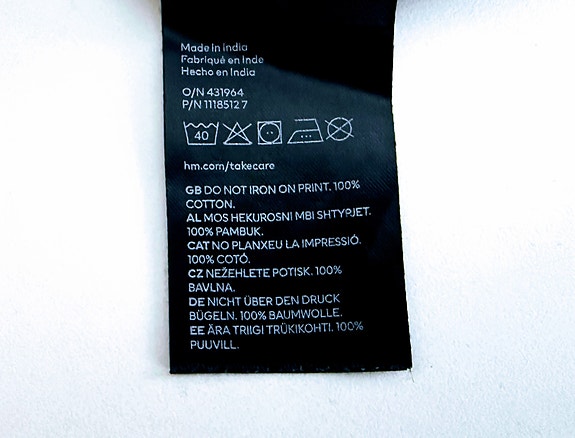 Made in India
Fabriqué en Inde
Hecho en India
O/N 431964
P/N 1118512 7
40
hm.com/takecare
GB DO NOT IRON ON PRINT. 100%
COTTON.
AL MOS HEKUROSNI MBI SHTYPJET.
100% PAMBUK.
CAT NO PLANXEU LA IMPRESSIÓ.
100% COTÓ.
CZ NEŽEHLETE POTISK. 100%
BAVLNA.
DE NICHT ÜBER DEN DRUCK
BÜGELN. 100% BAUMWOLLE.
EE ÄRA TRIIGI TRÜKIKOHTI. 100%
PUUVILL.